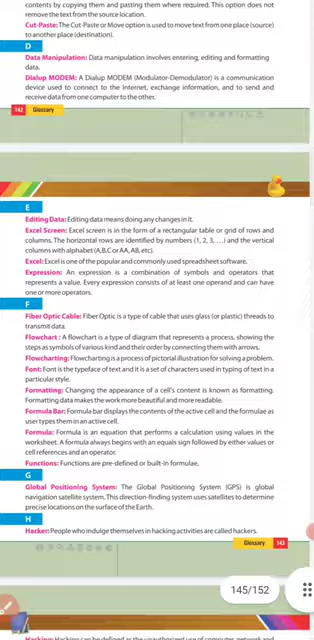 contents by copying them and pasting them where required. This option does not
remove the text from the source location.
Cut-Paste: The Cut-Paste or Move option is used to move text from one place (source)
to another place (destination).
D
Data Manipulation: Data manipulation involves entering, editing and formatting
data.
Dialup MODEM: A Dialup MODEM (Modulator-Demodulator) is a communication
device used to connect to the Internet, exchange information, and to send and
receive data from one computer to the other.
142 Glossary
E
Editing Data: Editing data means doing any changes in it.
Excel Screen: Excel screen is in the form of a rectangular table or grid of rows and
columns. The horizontal rows are identified by numbers (1, 2, 3, ...) and the vertical
columns with alphabet (A,B,C or AA, AB, etc).
Excel: Excel is one of the popular and commonly used spreadsheet software.
Expression: An expression is a combination of symbols and operators that
represents a value. Every expression consists of at least one operand and can have
one or more operators.
F
Fiber Optic Cable: Fiber Optic is a type of cable that uses glass (or plastic) threads to
transmit data.
Flowchart : A flowchart is a type of diagram that represents a process, showing the
steps as symbols of various kind and their order by connecting them with arrows.
Flowcharting: Flowcharting is a process of pictorial illustration for solving a problem.
Font: Font is the typeface of text and it is a set of characters used in typing of text in a
particular style.
Formatting: Changing the appearance of a cell's content is known as formatting.
Formatting data makes the work more beautiful and more readable.
Formula Bar: Formula bar displays the contents of the active cell and the formulae as
user types them in an active cell.
Formula: Formula is an equation that performs a calculation using values in the
worksheet. A formula always begins with an equals sign followed by either values or
cell references and an operator.
Functions: Functions are pre-defined or built-in formulae,
G
Global Positioning System: The Global Positioning System (GPS) is global
navigation satellite system. This direction-finding system uses satellites to determine
precise locations on the surface of the Earth.
H
Hacker: People who indulge themselves in hacking activities are called hackers.
Glossary 143
145/152
Hacking: Hacking can be defined as the unauthorized use of computer, network and